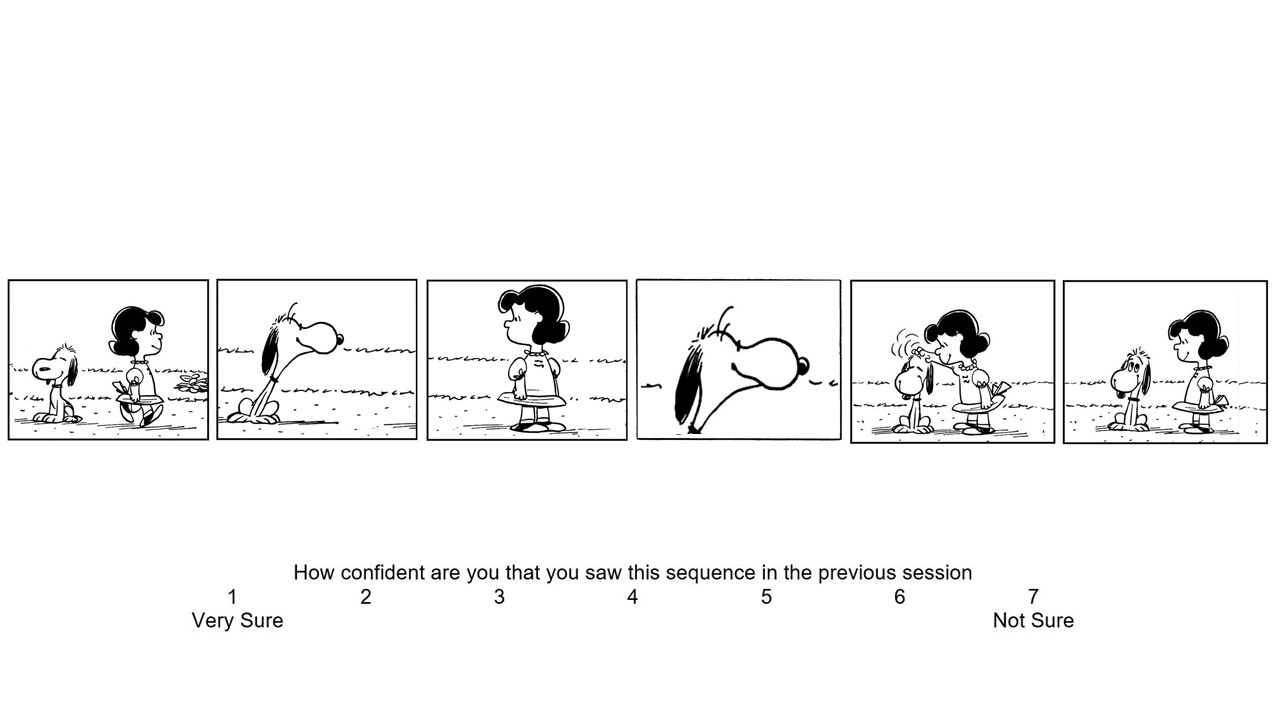 How confident are you that you saw this sequence in the previous session
1 2 3 4 5 6 7
Very Sure Not Sure